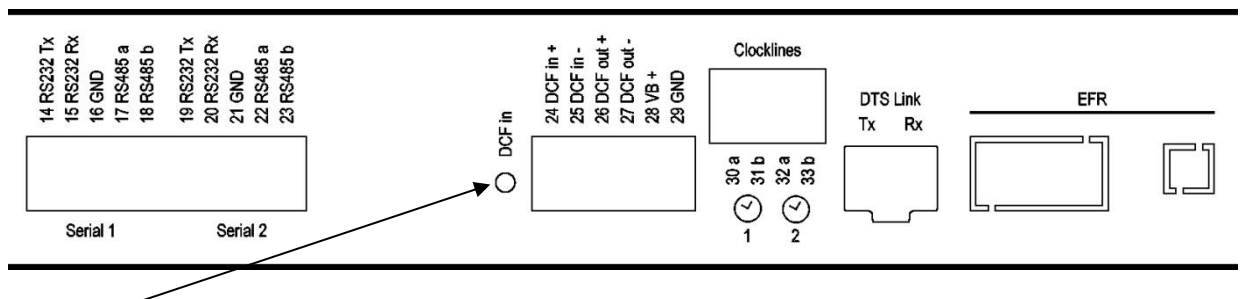 14 RS232 Tx
15 RS232 Rx
16 GND
17 RS485 a
18 RS485 b
19 RS232 Tx
20 RS232 Rx
21 GND
22 RS485 a
23 RS485 b
Serial 1
Serial 2
DCF in
24 DCF in +
25 DCF in -
26 DCF out +
27 DCF out -
28 VB +
29 GND
Clocklines
30 a
31 b
32 a
33 b
1
2
DTS Link
Tx Rx
EFR